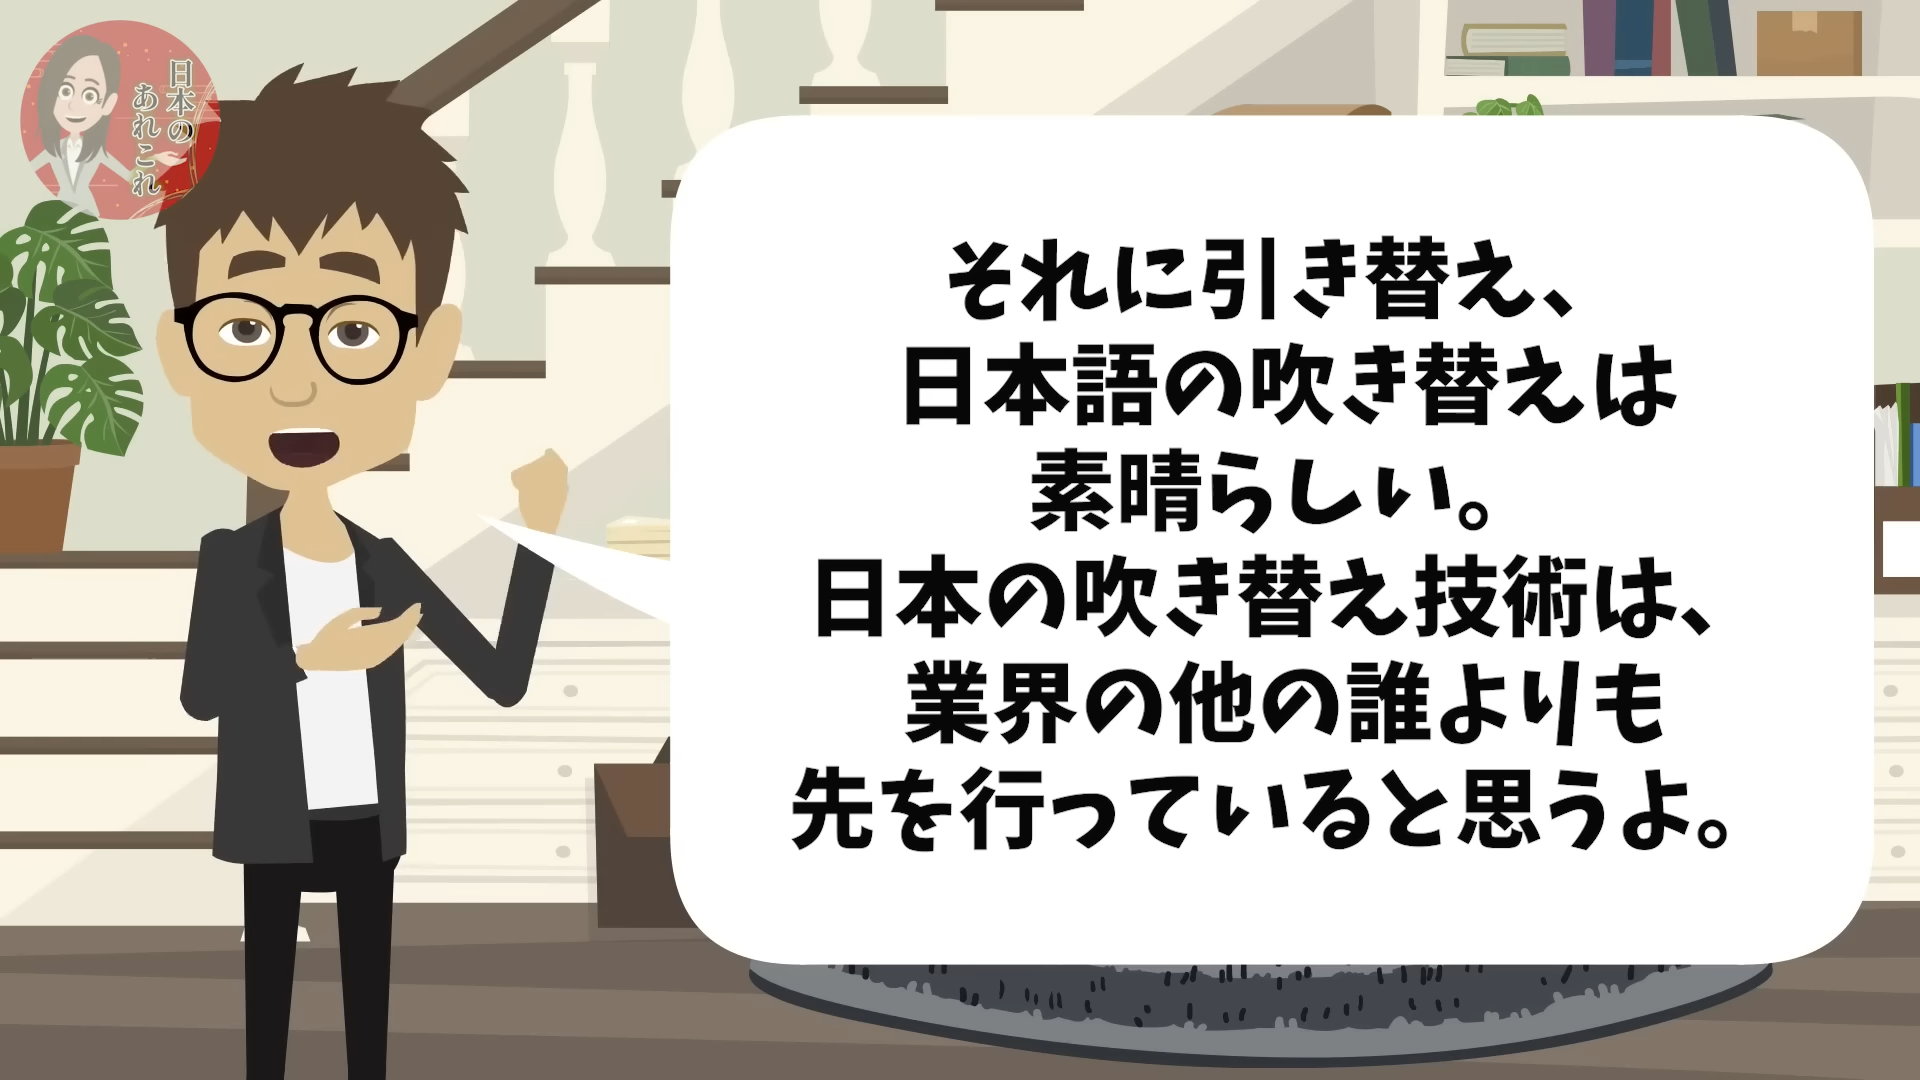 日本の
あれこれ
それに引き替え、
日本語の吹き替えは
素晴らしい。
日本の吹き替え技術は、
業界の他の誰よりも
先を行っていると思うよ。